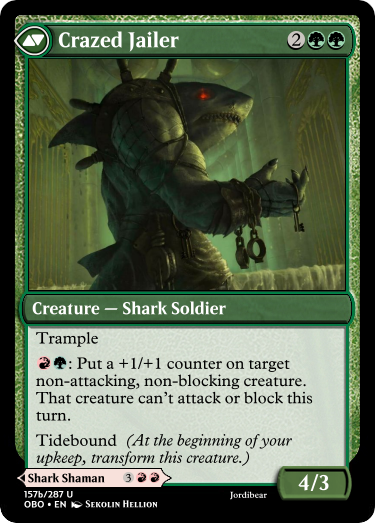 Crazed Jailer 2
Creature — Shark Soldier
Trample
: Put a +1/+1 counter on target
non-attacking, non-blocking creature.
That creature can't attack or block this
turn.
Tidebound (At the beginning of your
upkeep, transform this creature.)
Shark Shaman 3
4/3
157b/287 U
OBO • EN Sekolin Hellion
Jordibear